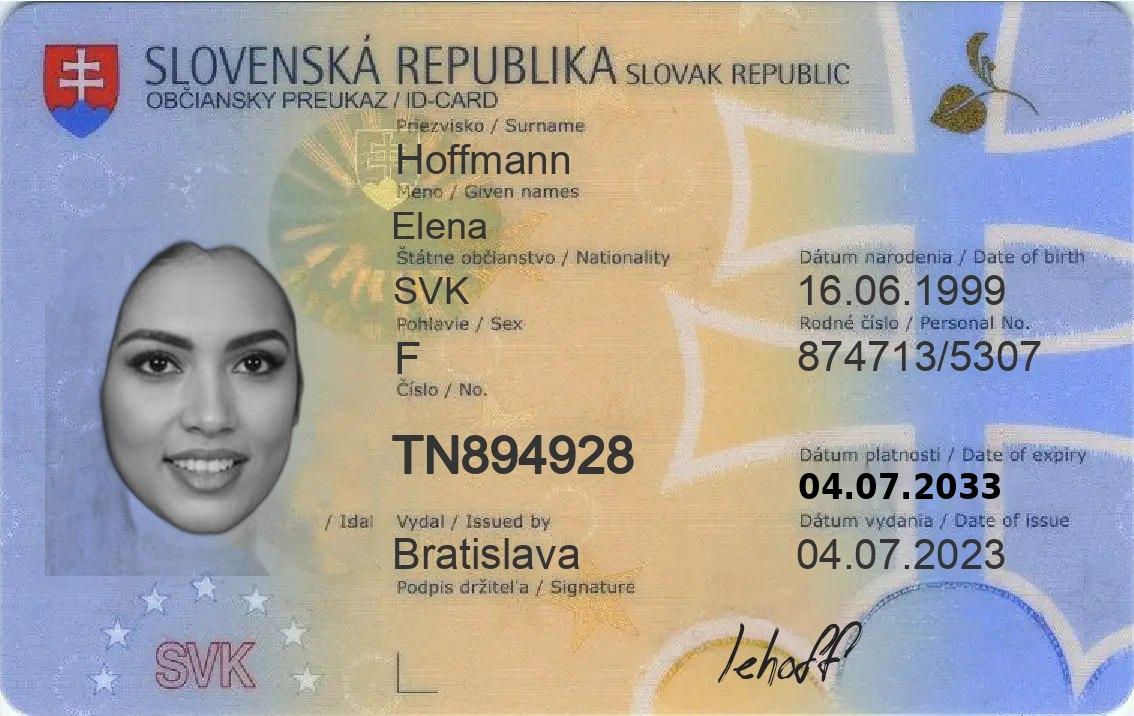 SLOVENSKÁ REPUBLIKA SLOVAK REPUBLIC
OBČIANSKY PREUKAZ / ID-CARD
Priezvisko / Surname
Hoffmann
Meno / Given names
Elena
Štátne občianstvo / Nationality
SVK
Dátum narodenia / Date of birth
16.06.1999
Pohlavie / Sex
F
Rodné číslo / Personal No.
874713/5307
Číslo / No.
TN894928
Dátum platnosti / Date of expiry
04.07.2033
/ Idal
Vydal / Issued by
Bratislava
Dátum vydania / Date of issue
04.07.2023
Podpis držiteľa / Signature
lehoff
SVK